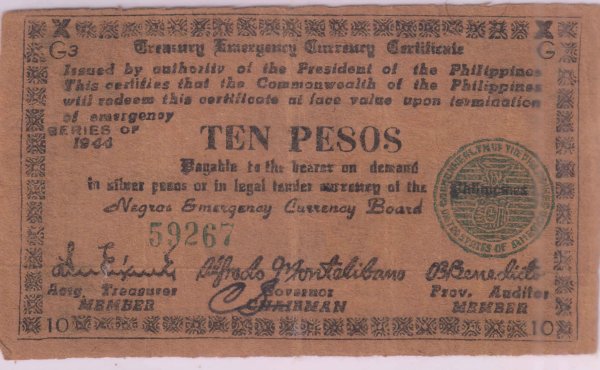 X X
G3 Treasury Emergency Currency Certificate G
Issued by authority of the President of the Philippines
This certifies that the Commonwealth of the Philippines
will redeem this certificate at face value upon termination
of emergency
SERIES OF
1944
TEN PESOS
Payable to the bearer on demand
in silver pesos or in legal tender currency of the Philippines
Negros Emergency Currency Board
59267
Alfredo Montelibano
Actg. Treasurer Governor Prov. Auditor
MEMBER CHAIRMAN MEMBER
10 10